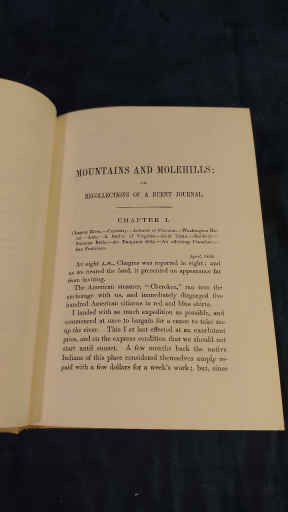 MOUNTAINS AND MOLEHILLS;
OR
RECOLLECTIONS OF A BURNT JOURNAL.
CHAPTER I.
April, 1850.
At eight A.M., Chagres was reported in sight; and
as we neared the land, it presented an appearance far
from inviting.
The American steamer, "Cherokee," ran into the
anchorage with us, and immediately disgorged five
hundred American citizens in red and blue shirts.
I landed with as much expedition as possible, and
commenced at once to bargain for a canoe to take me
up the river. This I at last effected at an exorbitant
price, and on the express condition that we should not
start until sunset. A few months back the native
Indians of this place considered themselves amply re-
paid with a few dollars for a week's work; but, since